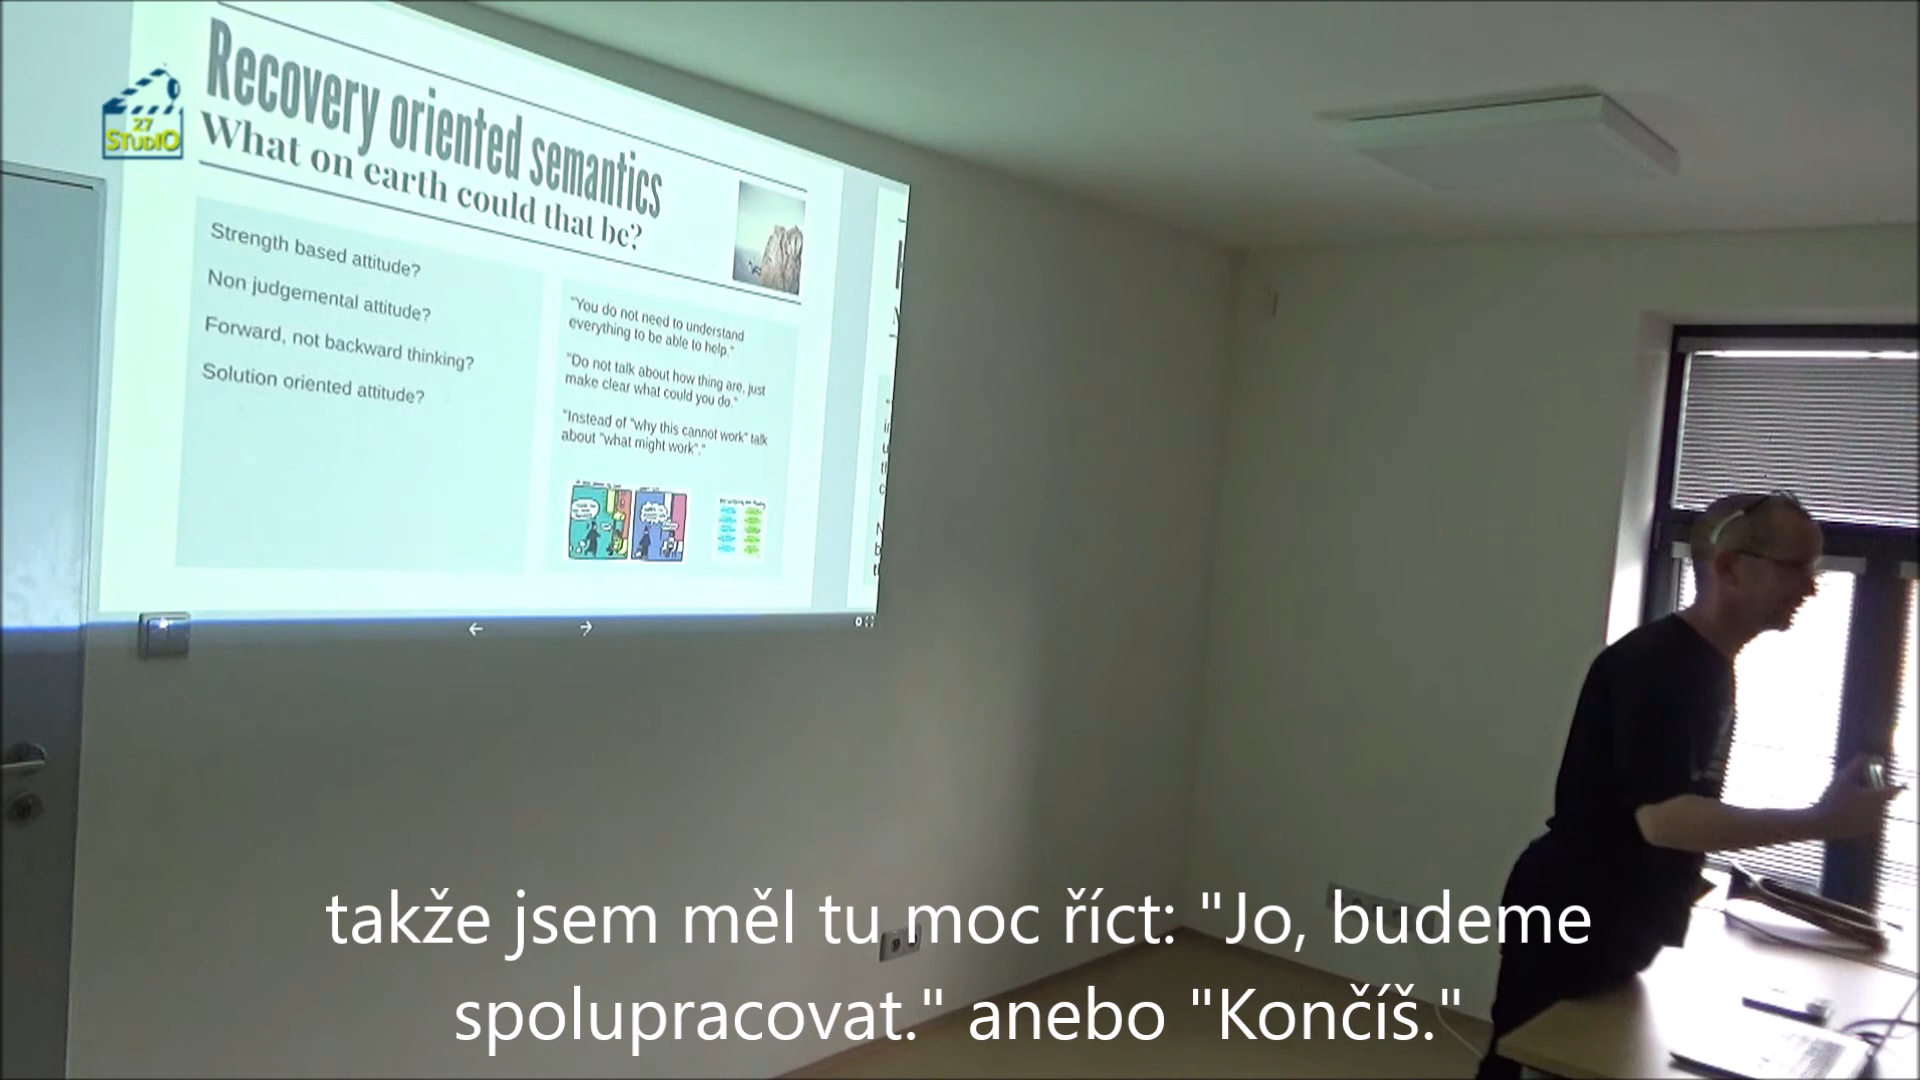 27
STUDIO
Recovery oriented semantics
What on earth could that be?
Strength based attitude?
Non judgemental attitude?
Forward, not backward thinking?
Solution oriented attitude?
"You do not need to understand
everything to be able to help."
"Do not talk about how thing are, just
make clear what could you do."
"Instead of "why this cannot work" talk
about "what might work"."
takže jsem měl tu moc říct: "Jo, budeme
spolupracovat." anebo "Končíš."